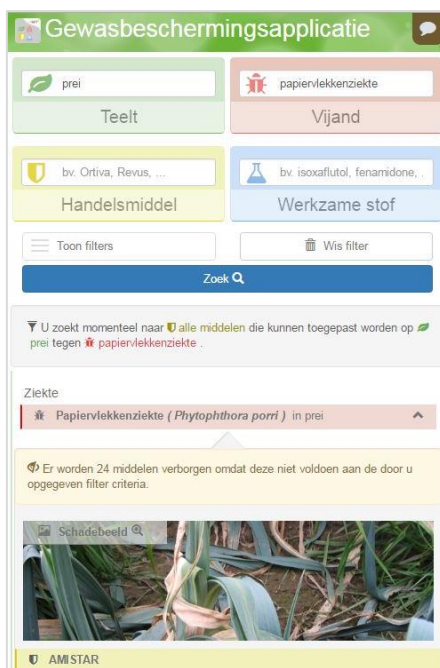 Gewasbeschermingsapplicatie
prei
papiervlekkenziekte
Teelt
Vijand
bv. Ortiva, Revus, ...
bv. isoxaflutol, fenamidone, .
Handelsmiddel
Werkzame stof
Toon filters
Wis filter
Zoek
U zoekt momenteel naar alle middelen die kunnen toegepast worden op
prei tegen papiervlekkenziekte .
Ziekte
Papiervlekkenziekte ( Phytophthora porri ) in prei
Er worden 24 middelen verborgen omdat deze niet voldoen aan de door u
opgegeven filter criteria.
Schadebeeld
AMISTAR